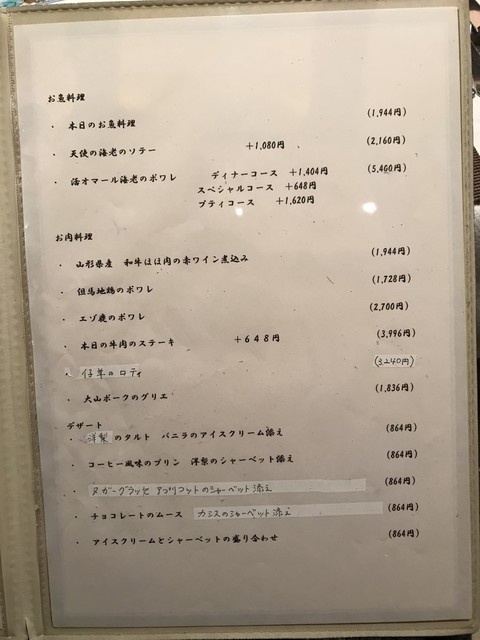 お魚料理
・ 本日のお魚料理 (1,944円)
・ 天使の海老のソテー +1,080円 (2,160円)
・ 活オマール海老のポワレ ディナーコース +1,404円 (5,400円)
スペシャルコース +648円
プティコース +1,620円
お肉料理
・ 山形県産 和牛ほほ肉の赤ワイン煮込み (1,944円)
・ 但馬地鶏のポワレ (1,728円)
・ エゾ鹿のポワレ (2,700円)
・ 本日の牛肉のステーキ +648円 (3,996円)
・ 仔羊のロティ (3,240円)
・ 大山ポークのグリエ (1,836円)
デザート
・ 洋梨のタルト バニラのアイスクリーム添え (864円)
・ コーヒー風味のプリン 洋梨のシャーベット添え (864円)
・ ヌガーグラッセ アプリコットのシャーベット添え (864円)
・ チョコレートのムース カシスのシャーベット添え (864円)
・ アイスクリームとシャーベットの盛り合わせ (864円)